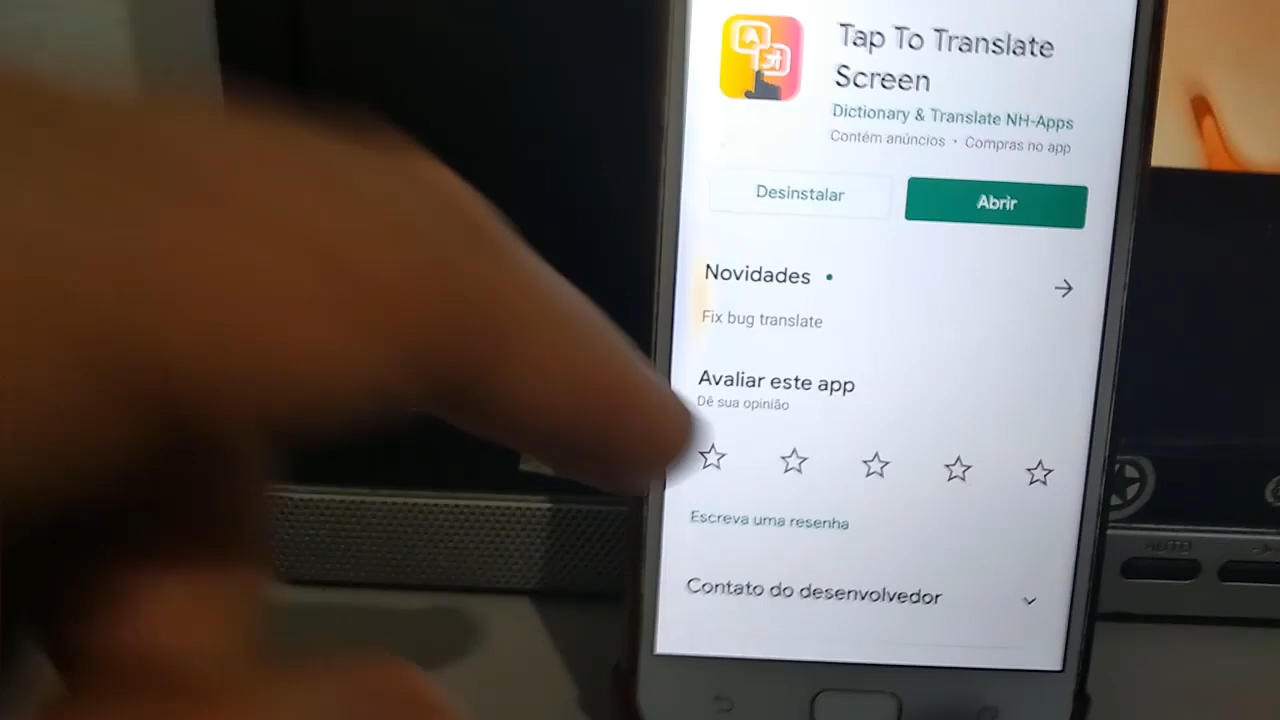 Tap To Translate
Screen
Dictionary & Translate NH-Apps
Contém anúncios • Compras no app
Desinstalar
Abrir
Novidades •
Fix bug translate
Avaliar este app
Dê sua opinião
Escreva uma resenha
Contato do desenvolvedor
AUTO